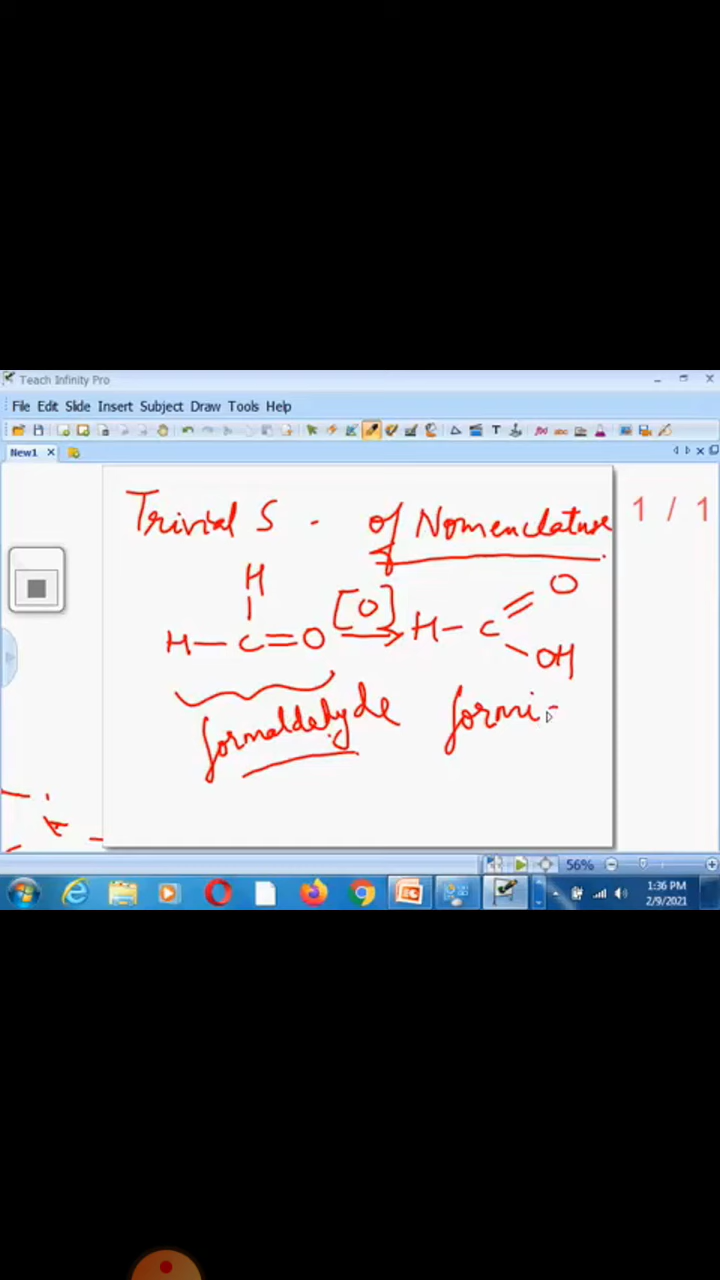 Teach Infinity Pro
File Edit Slide Insert Subject Draw Tools Help
New1
Trivial S - of Nomenclature
1 / 1
H
H - C = O [O] → H - C = O
OH
formaldehyde formi
56%
1:36 PM
2/9/2021